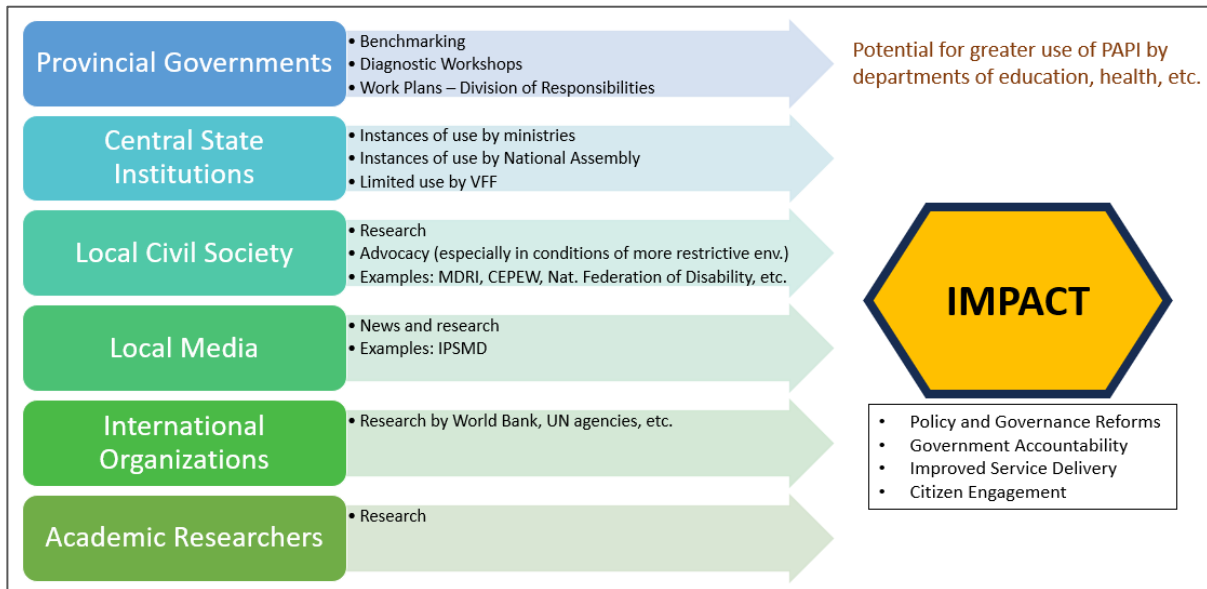 Provincial Governments
• Benchmarking
• Diagnostic Workshops
• Work Plans – Division of Responsibilities
Potential for greater use of PAPI by
departments of education, health, etc.
Central State
Institutions
• Instances of use by ministries
• Instances of use by National Assembly
• Limited use by VFF
Local Civil Society
• Research
• Advocacy (especially in conditions of more restrictive env.)
• Examples: MDRI, CEPEW, Nat. Federation of Disability, etc.
Local Media
• News and research
• Examples: IPSMD
International
Organizations
• Research by World Bank, UN agencies, etc.
Academic Researchers
• Research
IMPACT
• Policy and Governance Reforms
• Government Accountability
• Improved Service Delivery
• Citizen Engagement